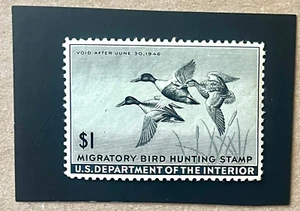 VOID AFTER JUNE 30, 1946
$1
MIGRATORY BIRD HUNTING STAMP
U.S. DEPARTMENT OF THE INTERIOR